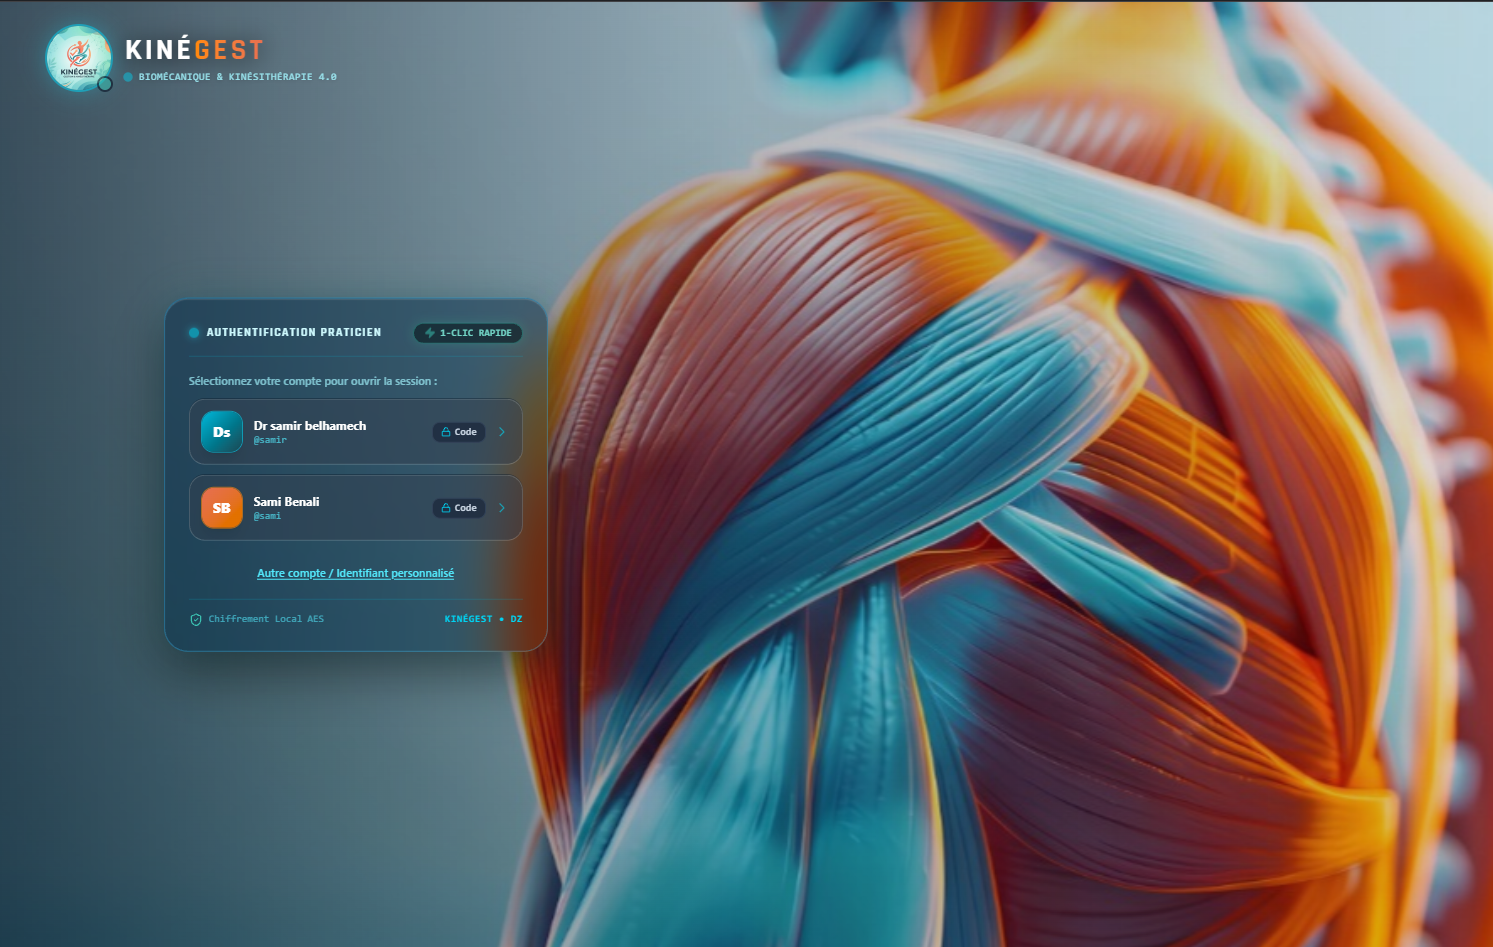 KINÉGEST
KINÉGEST
BIOMÉCANIQUE & KINÉSITHÉRAPIE 4.0
AUTHENTIFICATION PRATICIEN
1-CLIC RAPIDE
Sélectionnez votre compte pour ouvrir la session :
Ds
Dr samir belhamech
@samir
Code
SB
Sami Benali
@sami
Code
Autre compte / Identifiant personnalisé
Chiffrement Local AES
KINÉGEST • DZ